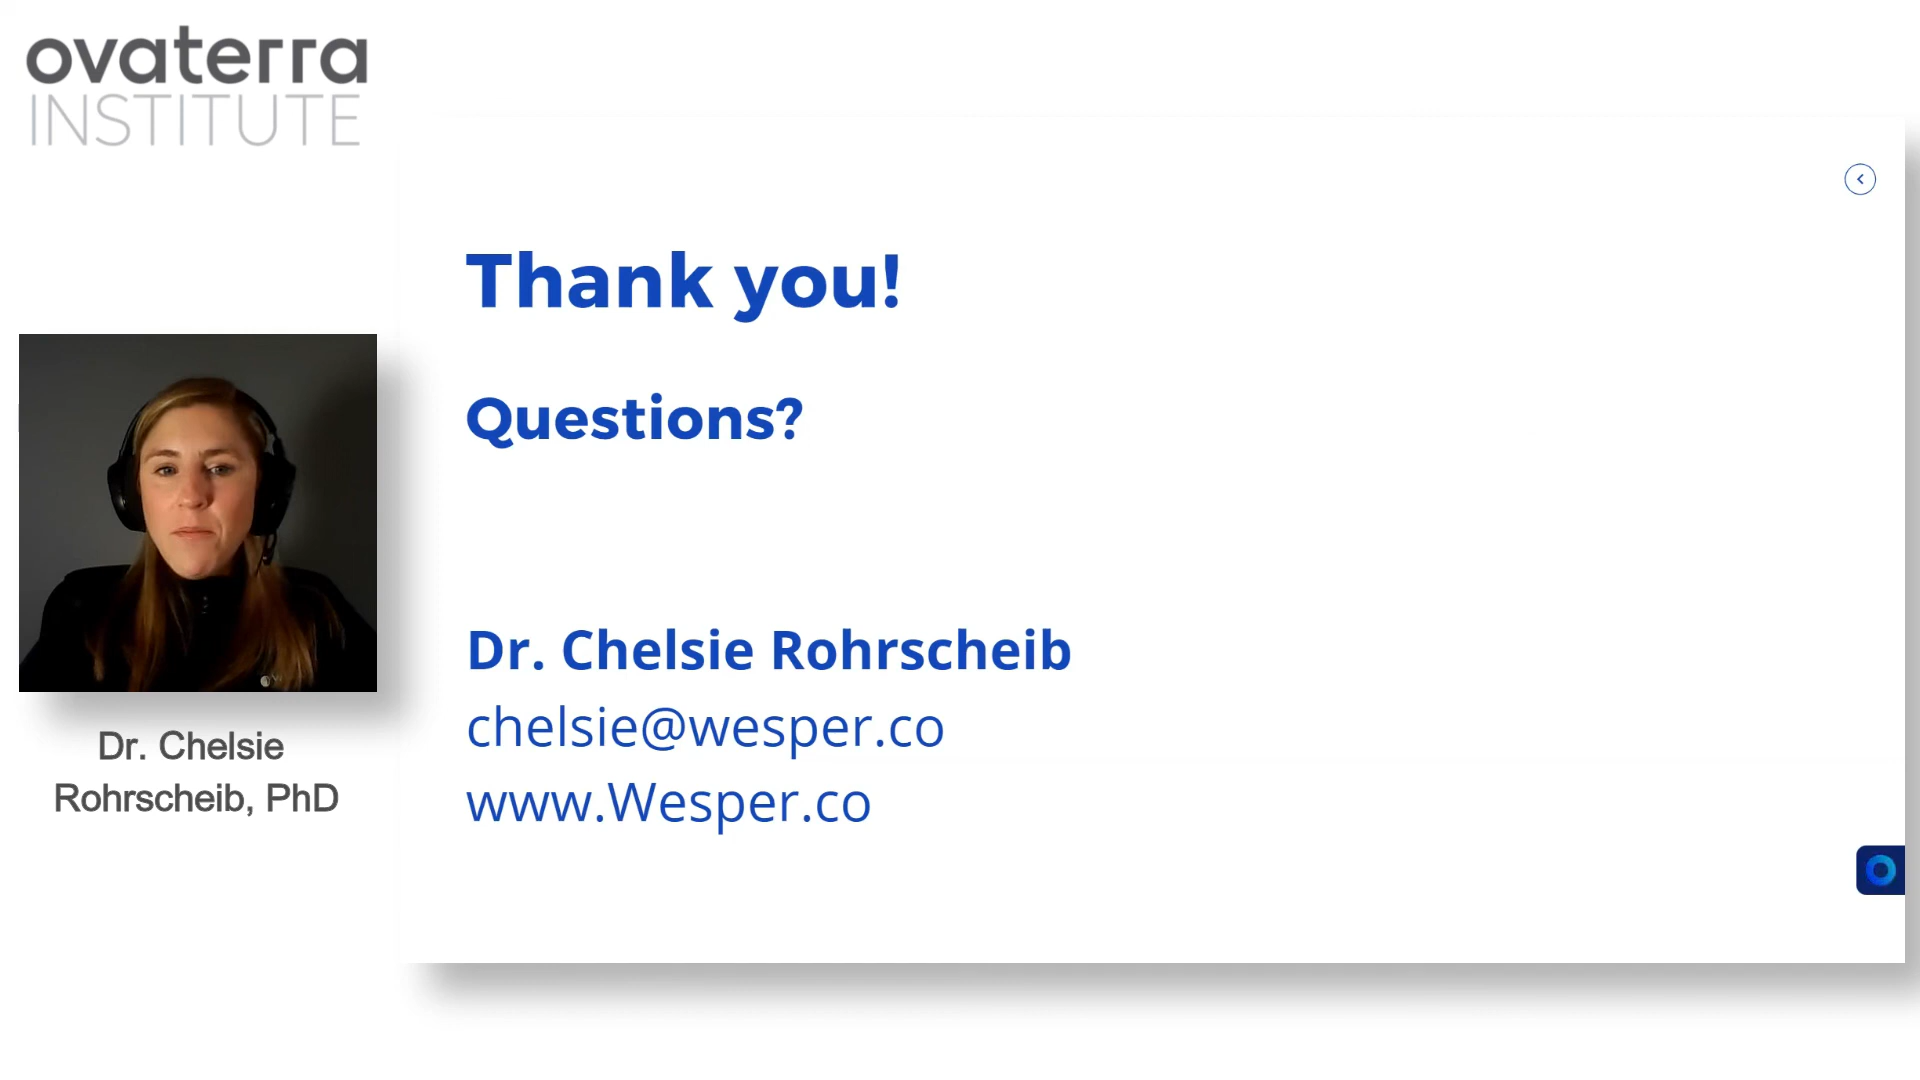 ovaterra
INSTITUTE
Thank you!
Questions?
Dr. Chelsie Rohrscheib
chelsie@wesper.co
www.Wesper.co
Dr. Chelsie
Rohrscheib, PhD